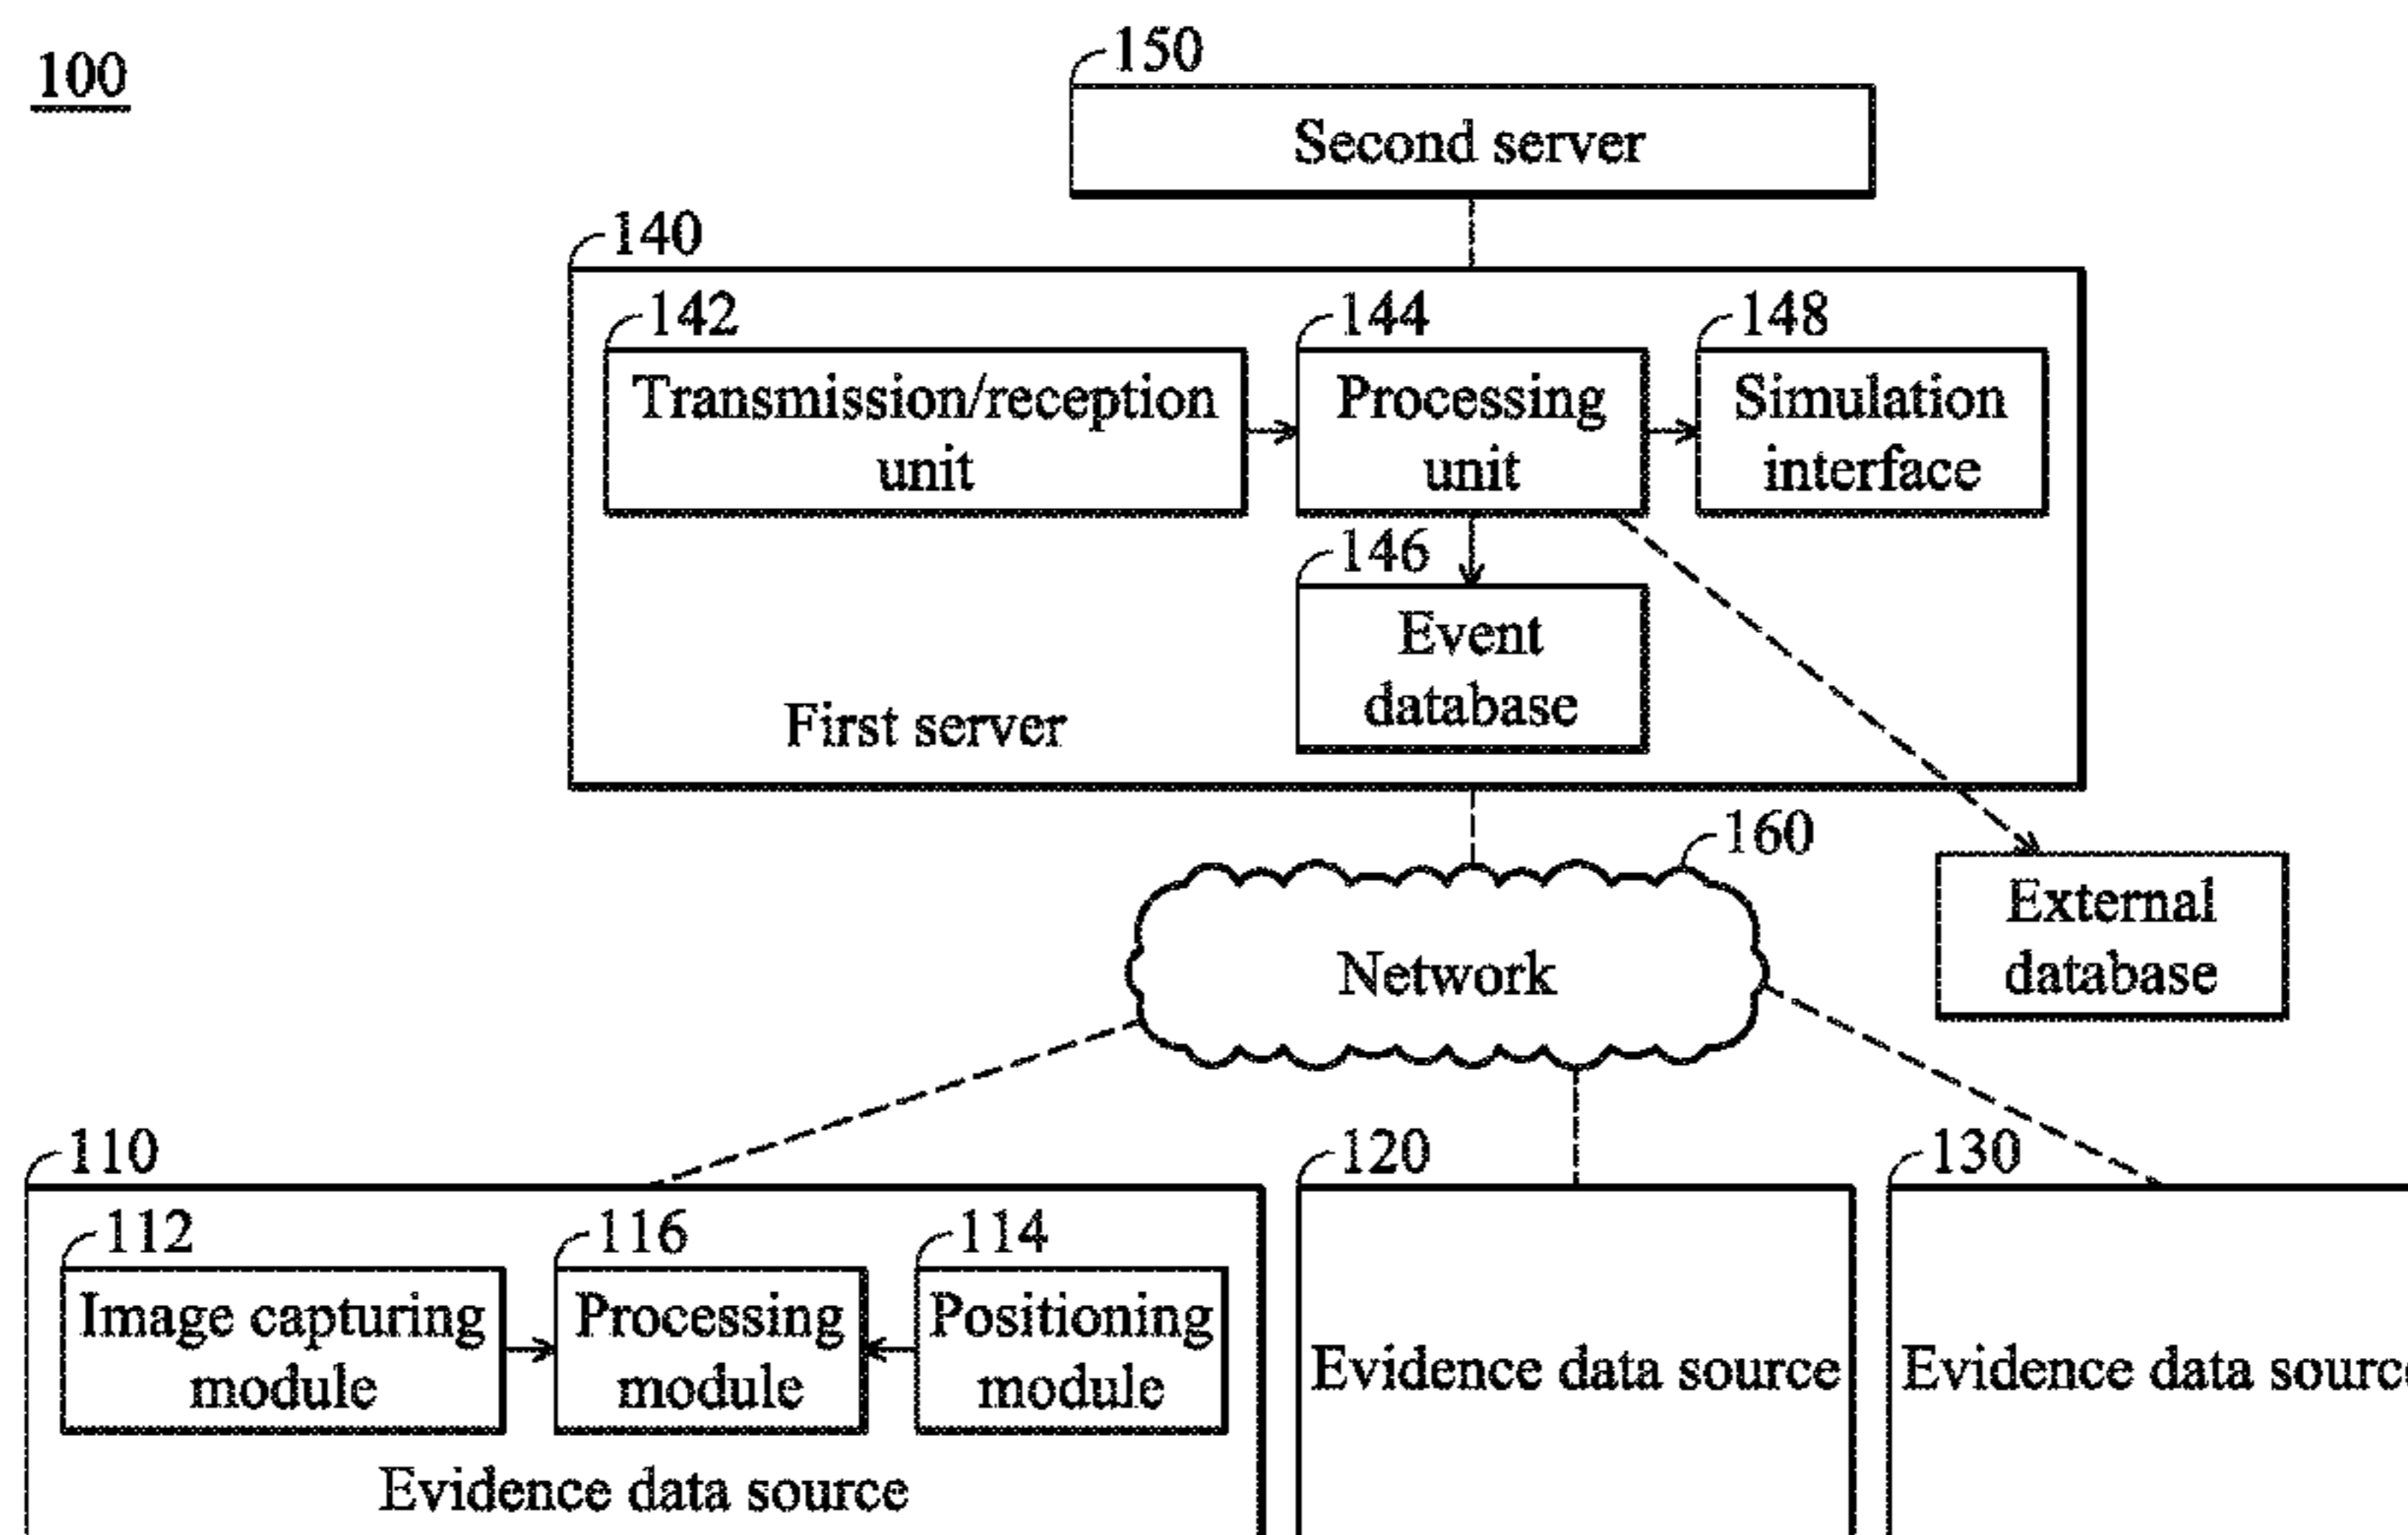 100
150
Second server
140
142
144
148
Transmission/reception
unit
Processing
unit
Simulation
interface
146
Event
database
First server
160
Network
External
database
110
120
130
112
116
114
Image capturing
module
Processing
module
Positioning
module
Evidence data source
Evidence data source
Evidence data source